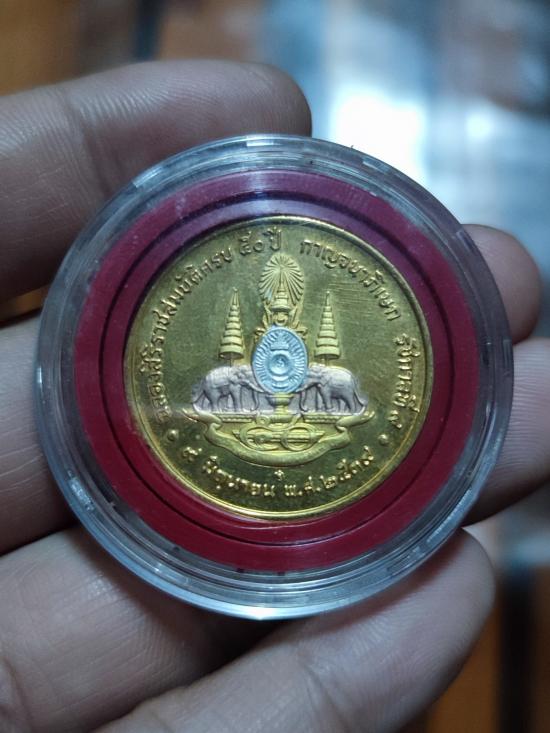 ฉลองสิริราชสมบัติครบ ๕๐ ปี กาญจนาภิเษก รัชกาลที่ ๙
๙ มิถุนายน พ.ศ. ๒๕๓๙